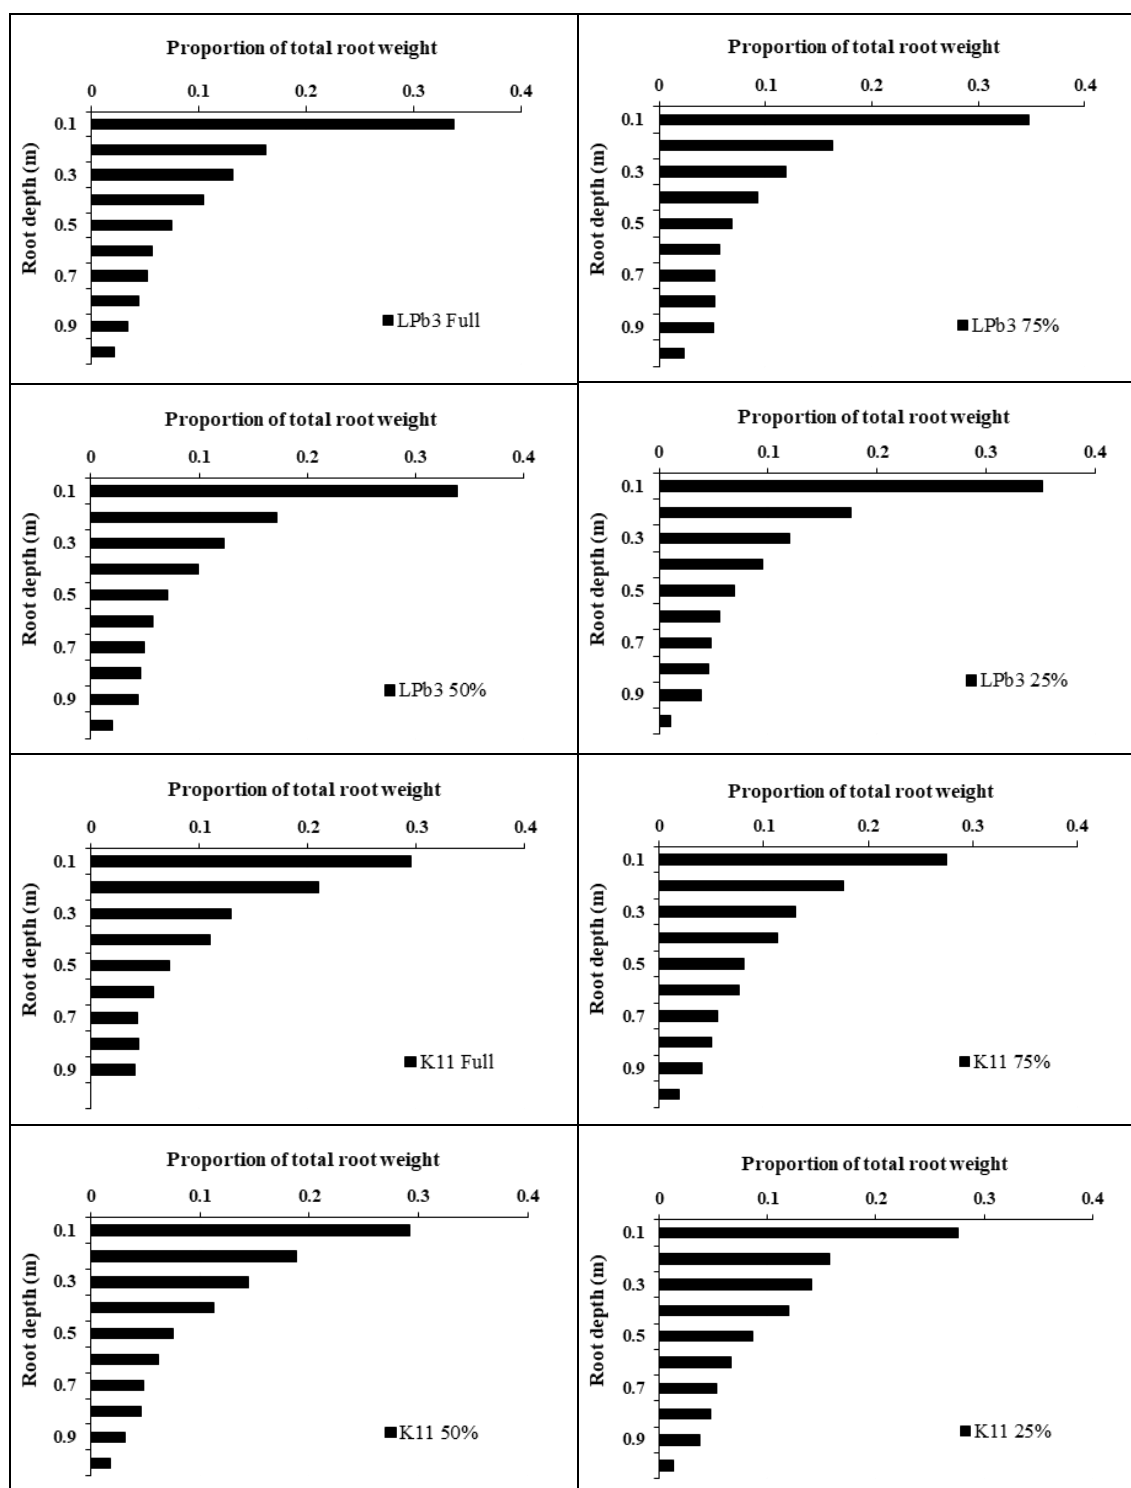 Proportion of total root weight
0 0.1 0.2 0.3 0.4
Root depth (m)
0.1
0.3
0.5
0.7
0.9
LPb3 Full
Proportion of total root weight
0 0.1 0.2 0.3 0.4
Root depth (m)
0.1
0.3
0.5
0.7
0.9
LPb3 75%
Proportion of total root weight
0 0.1 0.2 0.3 0.4
Root depth (m)
0.1
0.3
0.5
0.7
0.9
LPb3 50%
Proportion of total root weight
0 0.1 0.2 0.3 0.4
Root depth (m)
0.1
0.3
0.5
0.7
0.9
LPb3 25%
Proportion of total root weight
0 0.1 0.2 0.3 0.4
Root depth (m)
0.1
0.3
0.5
0.7
0.9
K11 Full
Proportion of total root weight
0 0.1 0.2 0.3 0.4
Root depth (m)
0.1
0.3
0.5
0.7
0.9
K11 75%
Proportion of total root weight
0 0.1 0.2 0.3 0.4
Root depth (m)
0.1
0.3
0.5
0.7
0.9
K11 50%
Proportion of total root weight
0 0.1 0.2 0.3 0.4
Root depth (m)
0.1
0.3
0.5
0.7
0.9
K11 25%